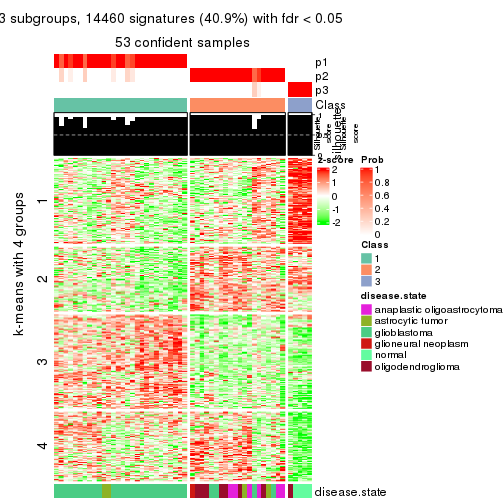 3 subgroups, 14460 signatures (40.9%) with fdr < 0.05
53 confident samples
p1
p2
p3
Class
Silhouette
score
z-score
2
1
0
-1
-2
Prob
1
0.8
0.6
0.4
0.2
0
Class
1
2
3
disease.state
anaplastic oligoastrocytoma
astrocytic tumor
glioblastoma
glioneural neoplasm
normal
oligodendroglioma
k-means with 4 groups
1
2
3
4
disease.state